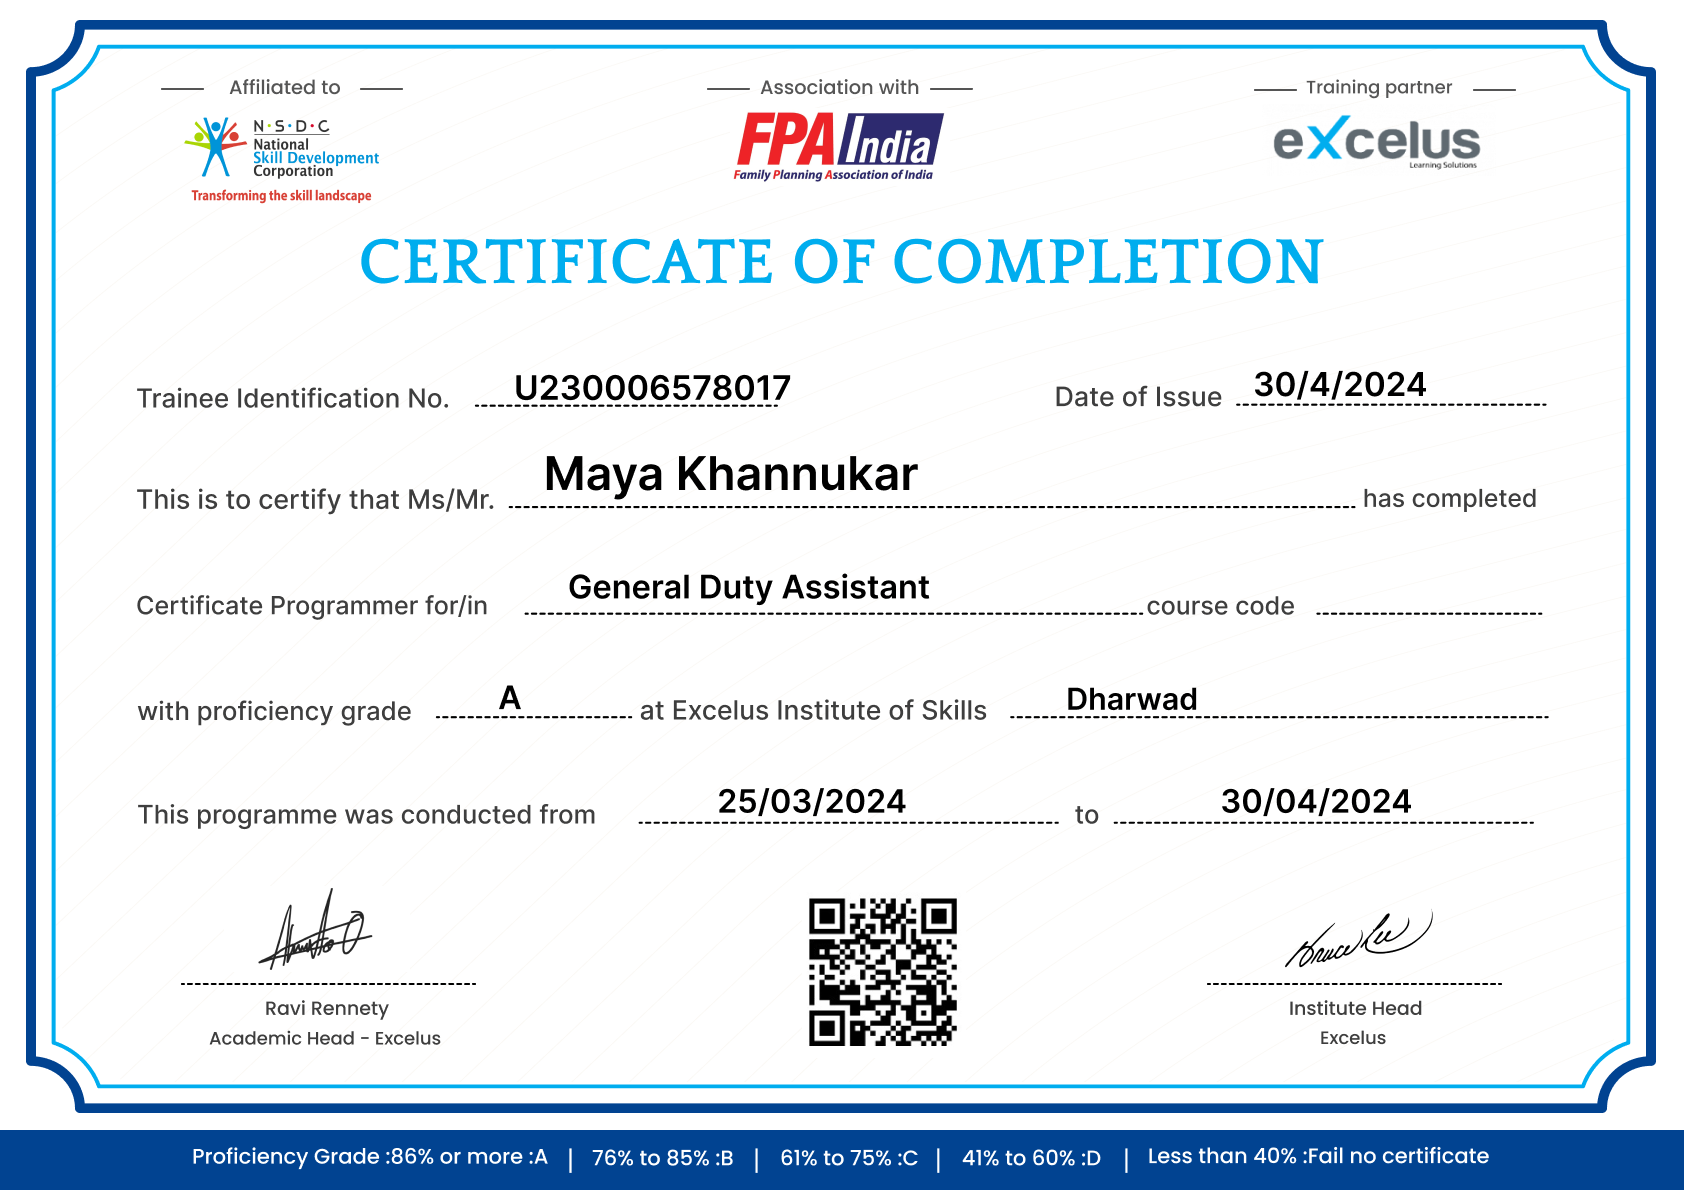 Affiliated to
Association with
Training partner
N·S·D·C
National
Skill Development
Corporation
Transforming the skill landscape
FPA India
Family Planning Association of India
eXcelus
Learning Solutions
CERTIFICATE OF COMPLETION
Trainee Identification No. U230006578017 Date of Issue 30/4/2024
This is to certify that Ms/Mr. Maya Khannukar has completed
Certificate Programmer for/in General Duty Assistant course code
with proficiency grade A at Excelus Institute of Skills Dharwad
This programme was conducted from 25/03/2024 to 30/04/2024
Ravi Rennety
Academic Head - Excelus
Bruce Lee
Institute Head
Excelus
Proficiency Grade :86% or more :A | 76% to 85% :B | 61% to 75% :C | 41% to 60% :D | Less than 40% :Fail no certificate